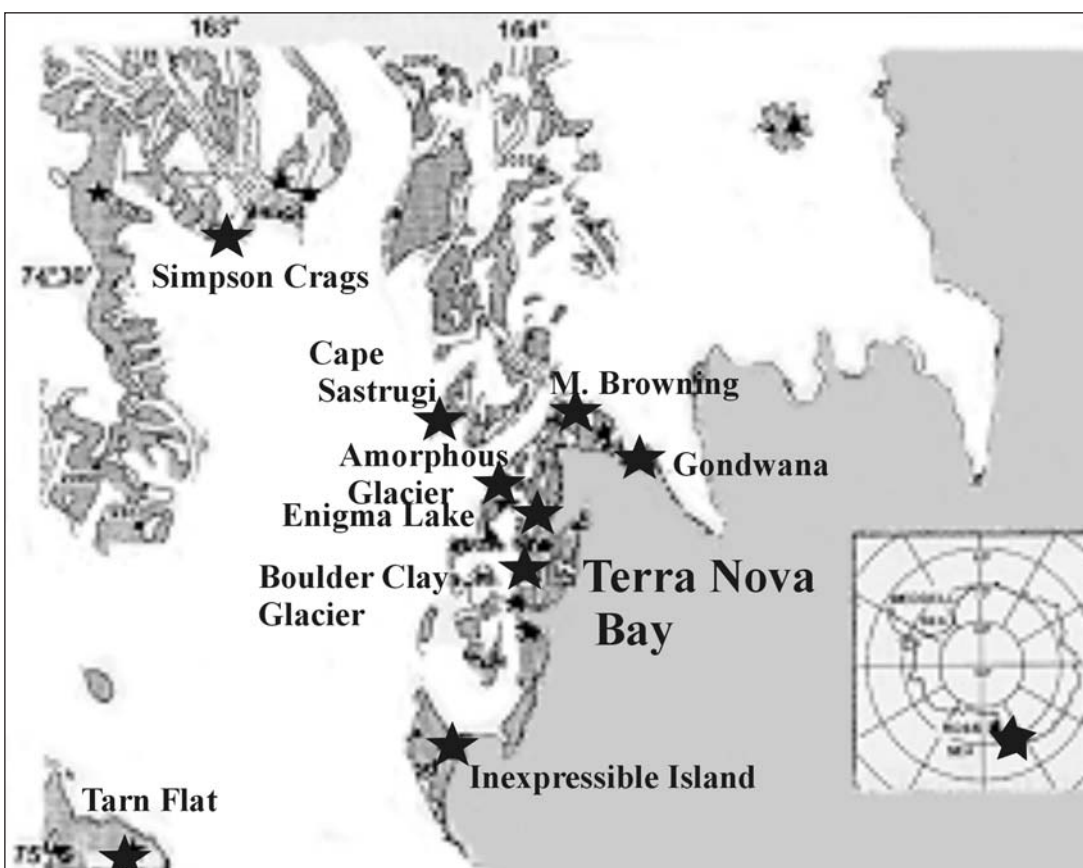 163°
164°
Simpson Crags
74°30'
Cape
Sastrugi
M. Browning
Amorphous
Glacier
Gondwana
Enigma Lake
Boulder Clay
Glacier
Terra Nova
Bay
Inexpressible Island
Tarn Flat